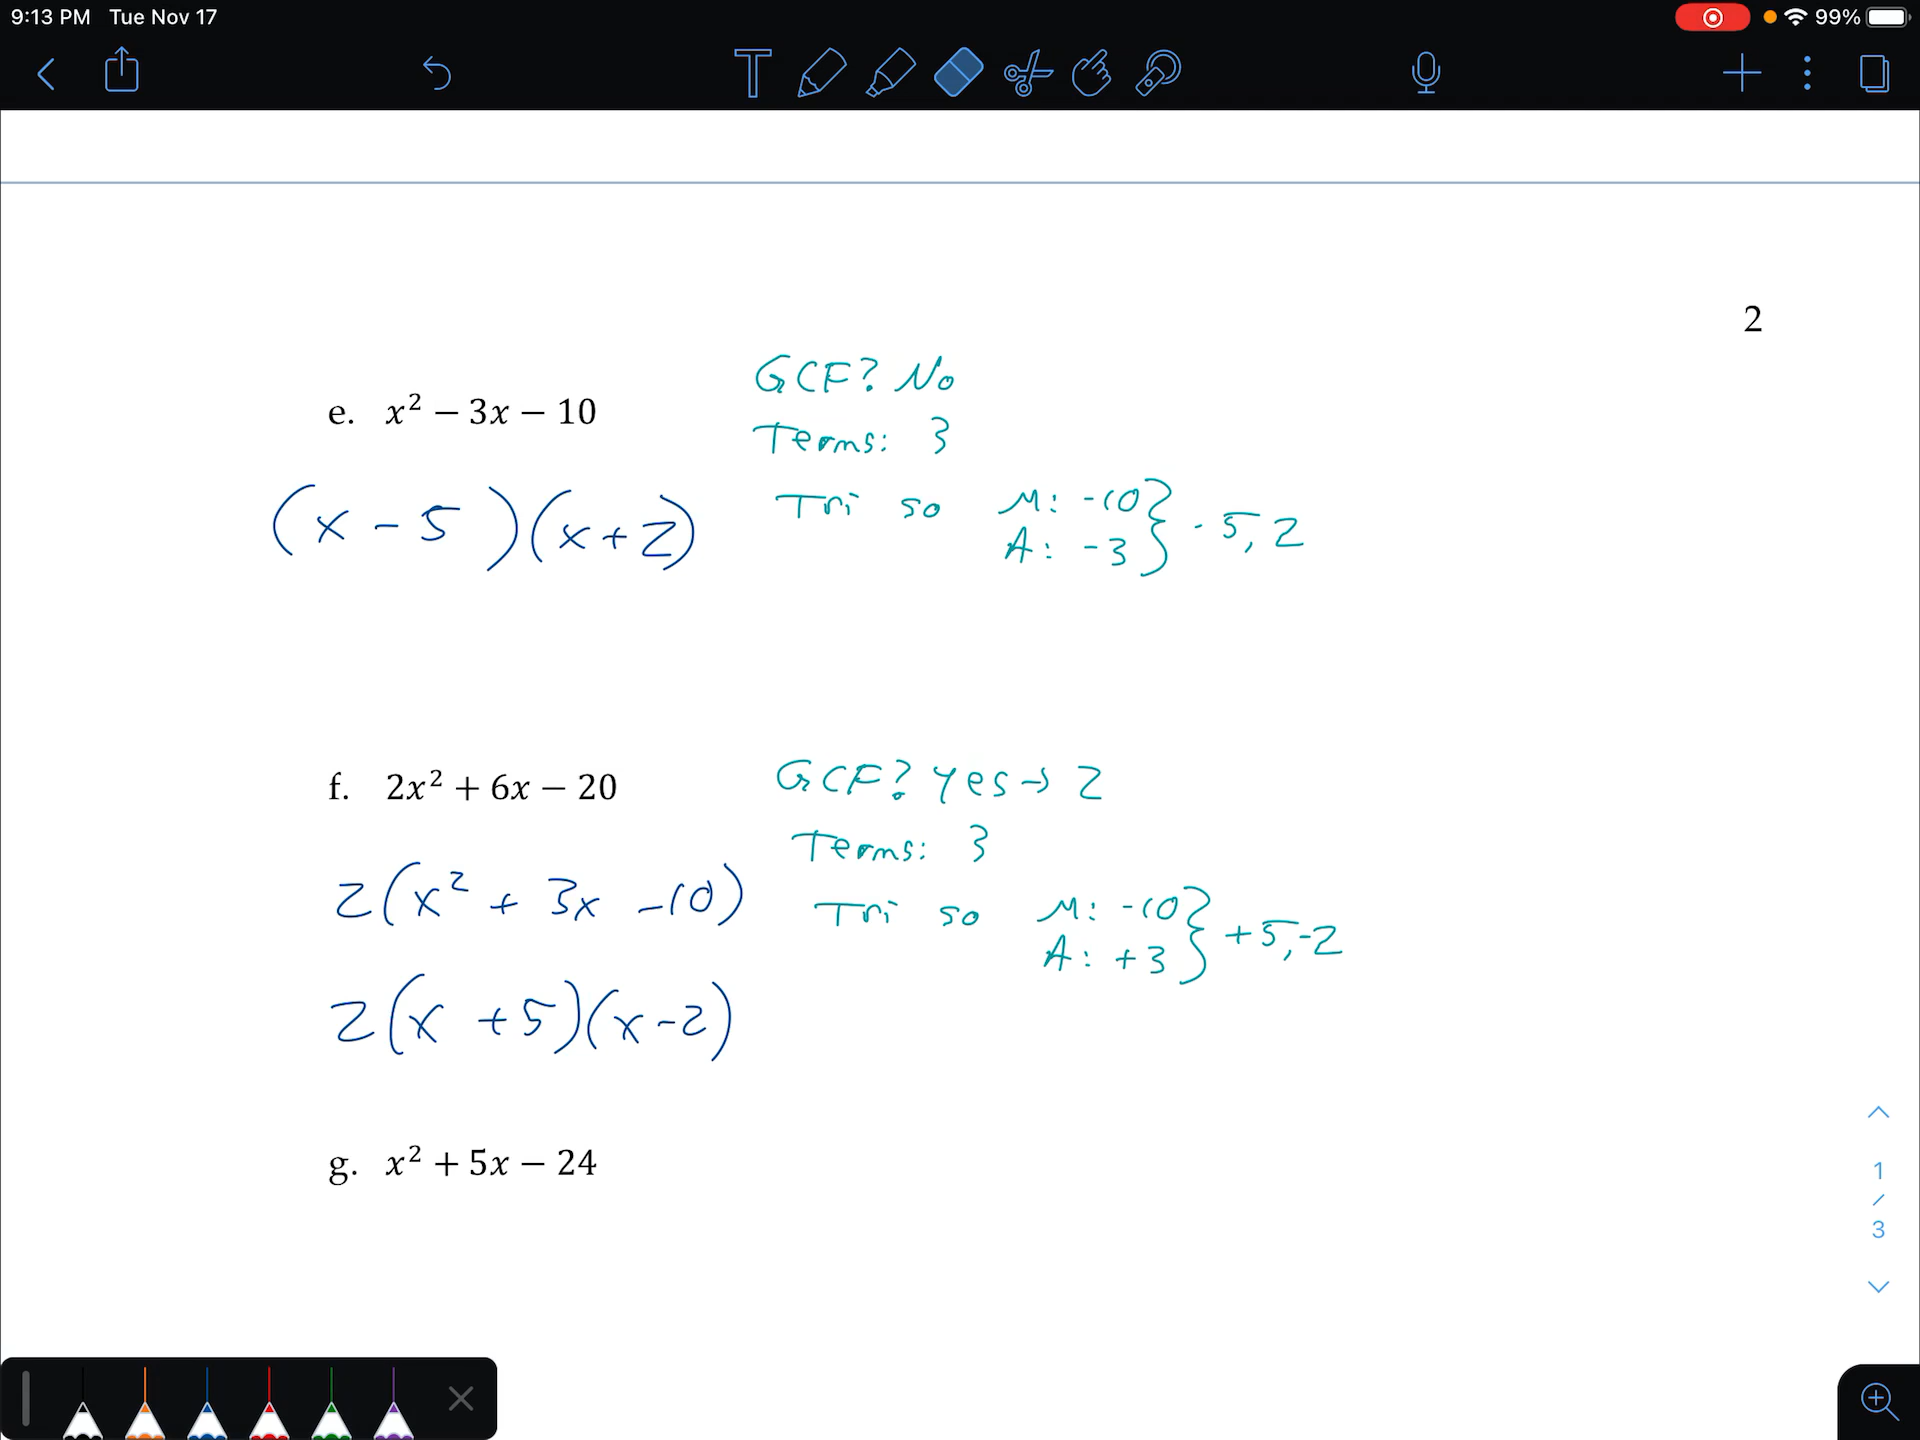 9:13 PM Tue Nov 17
99%
T
2
e. x² − 3x − 10
GCF? No
Terms: 3
(x - 5)(x + 2)
Tri so M: -10 } -5, 2
A: -3
f. 2x² + 6x − 20
GCF? Yes → 2
Terms: 3
2(x² + 3x - 10)
Tri so M: -10 } +5, -2
A: +3
2(x + 5)(x - 2)
g. x² + 5x − 24
1
/
3